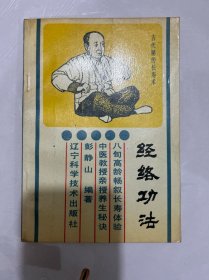 古代秘传长寿术
经络功法
八旬高龄畅叙长寿体验
中医教授亲授养生秘诀
彭静山 编著
辽宁科学技术出版社